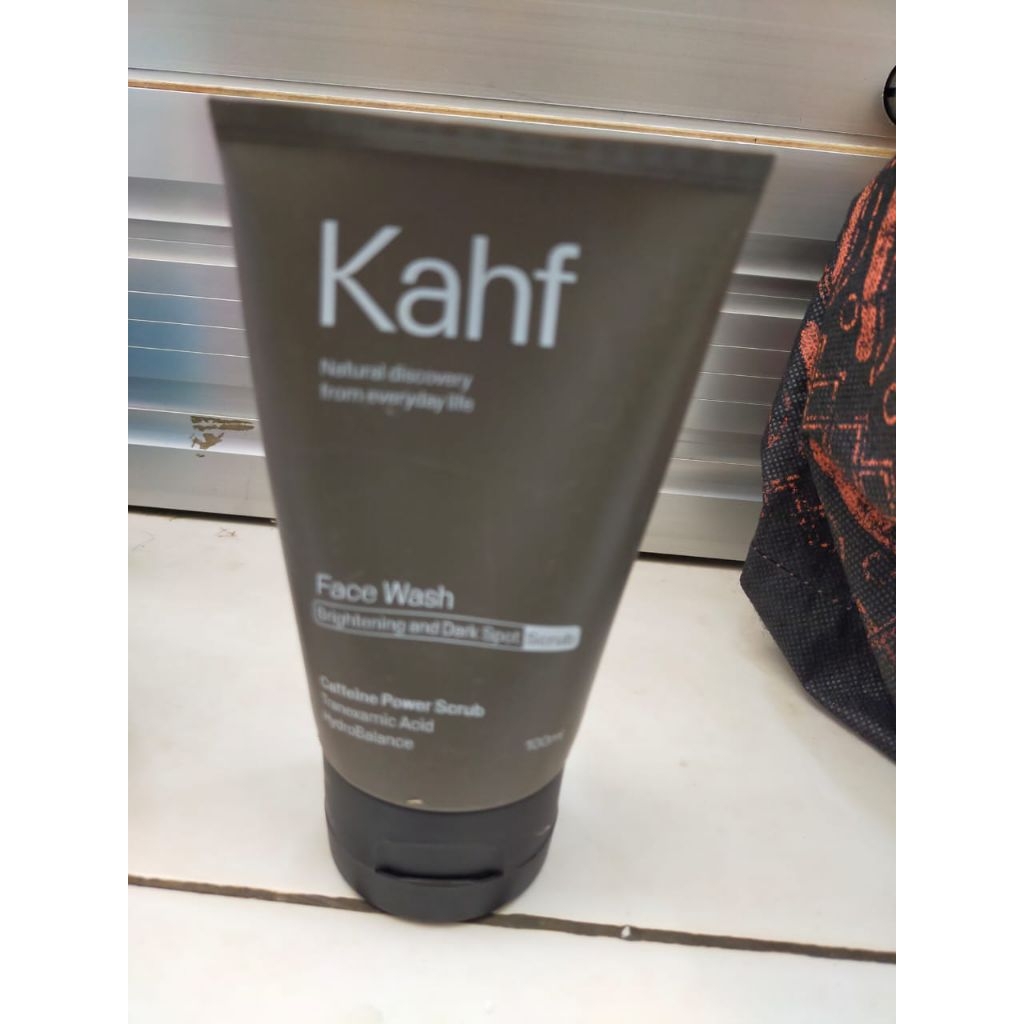 Kahf
Natural discovery
from everyday life
Face Wash
Brightening and Dark Spot Scrub
Caffeine Power Scrub
Tranexamic Acid
HydroBalance
100ml